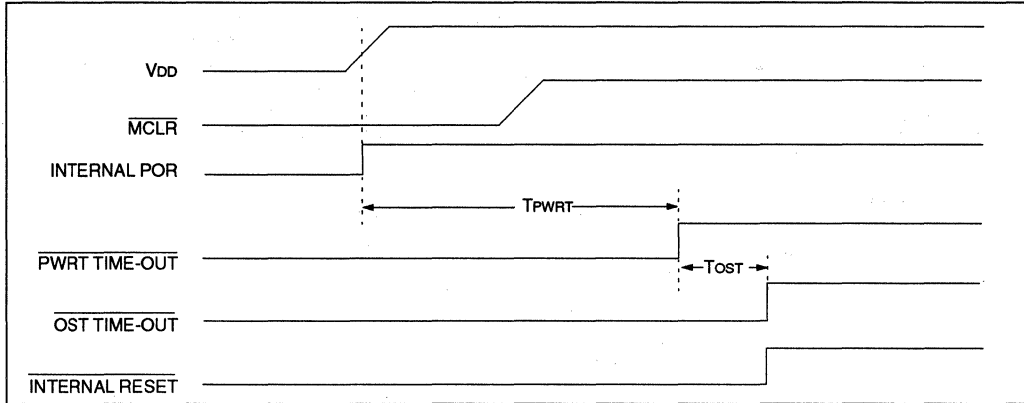 VDD
MCLR
INTERNAL POR
TPWRT
PWRT TIME-OUT
TOST
OST TIME-OUT
INTERNAL RESET